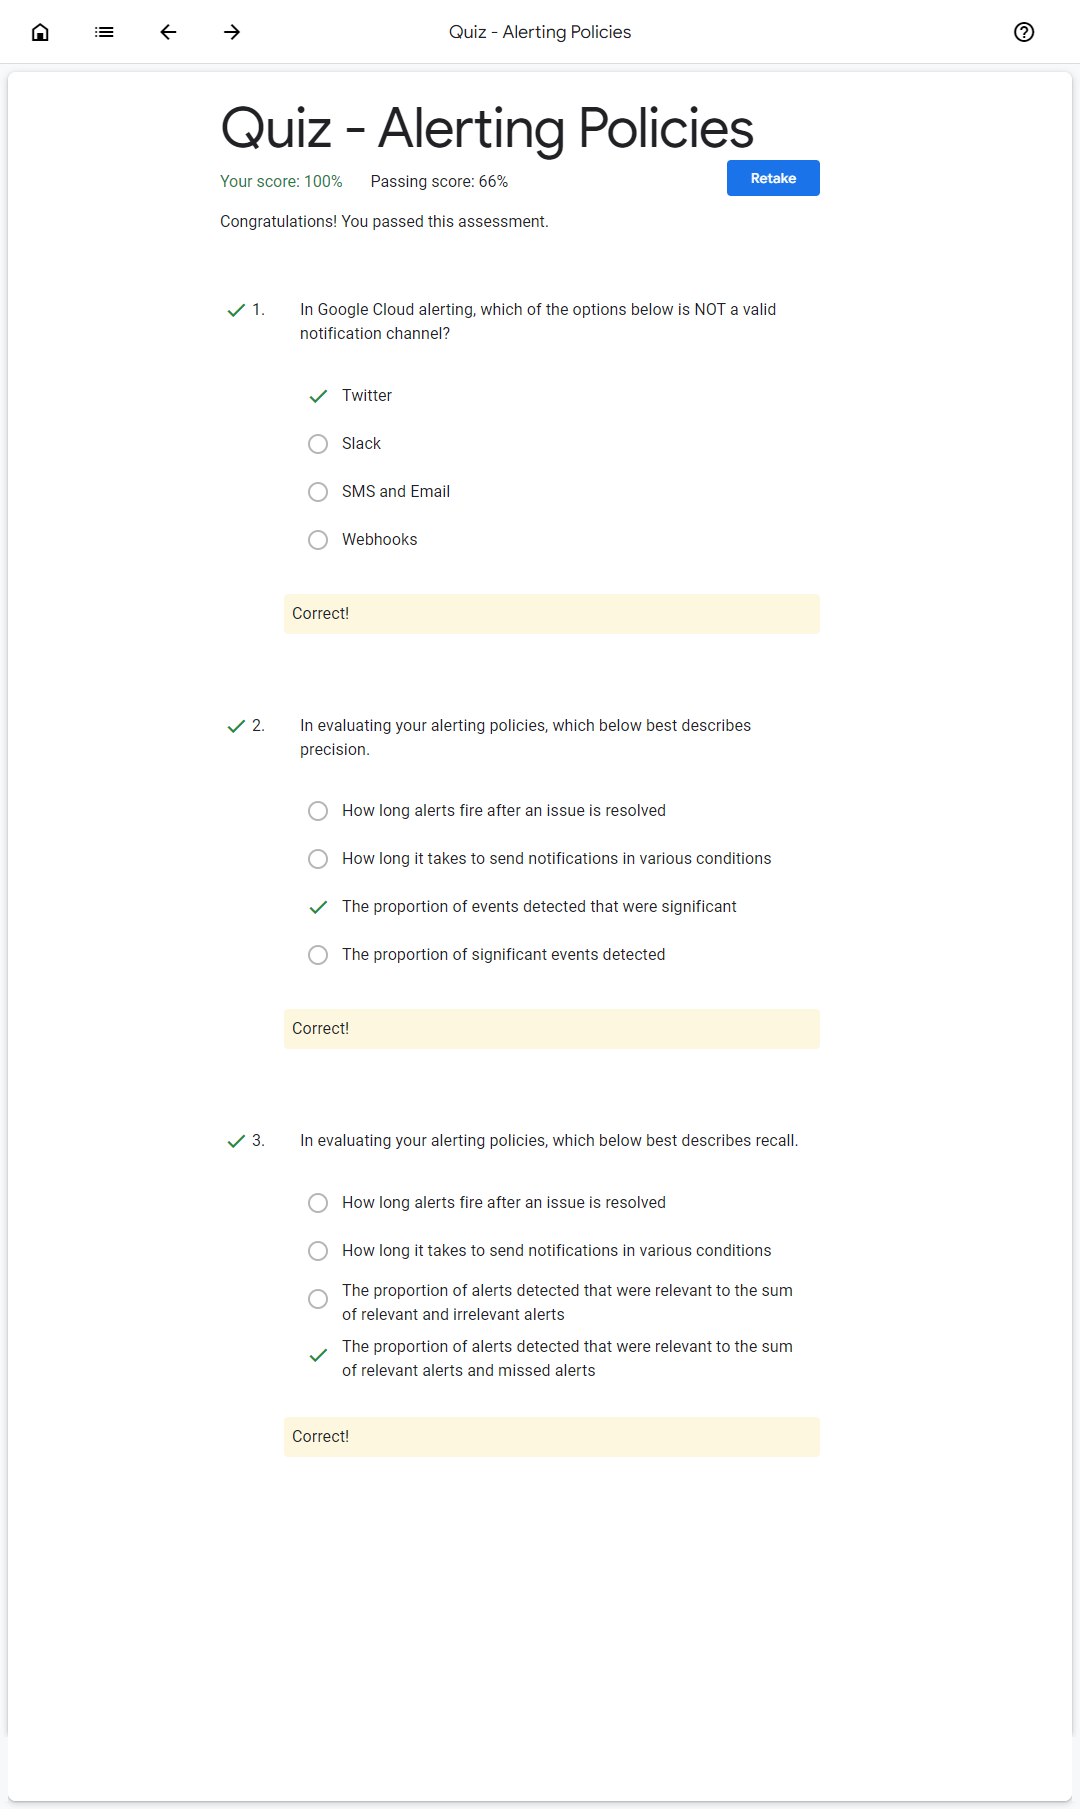 Quiz - Alerting Policies
Quiz - Alerting Policies
Your score: 100% Passing score: 66%
Retake
Congratulations! You passed this assessment.
1. In Google Cloud alerting, which of the options below is NOT a valid
notification channel?
Twitter
Slack
SMS and Email
Webhooks
Correct!
2. In evaluating your alerting policies, which below best describes
precision.
How long alerts fire after an issue is resolved
How long it takes to send notifications in various conditions
The proportion of events detected that were significant
The proportion of significant events detected
Correct!
3. In evaluating your alerting policies, which below best describes recall.
How long alerts fire after an issue is resolved
How long it takes to send notifications in various conditions
The proportion of alerts detected that were relevant to the sum
of relevant and irrelevant alerts
The proportion of alerts detected that were relevant to the sum
of relevant alerts and missed alerts
Correct!